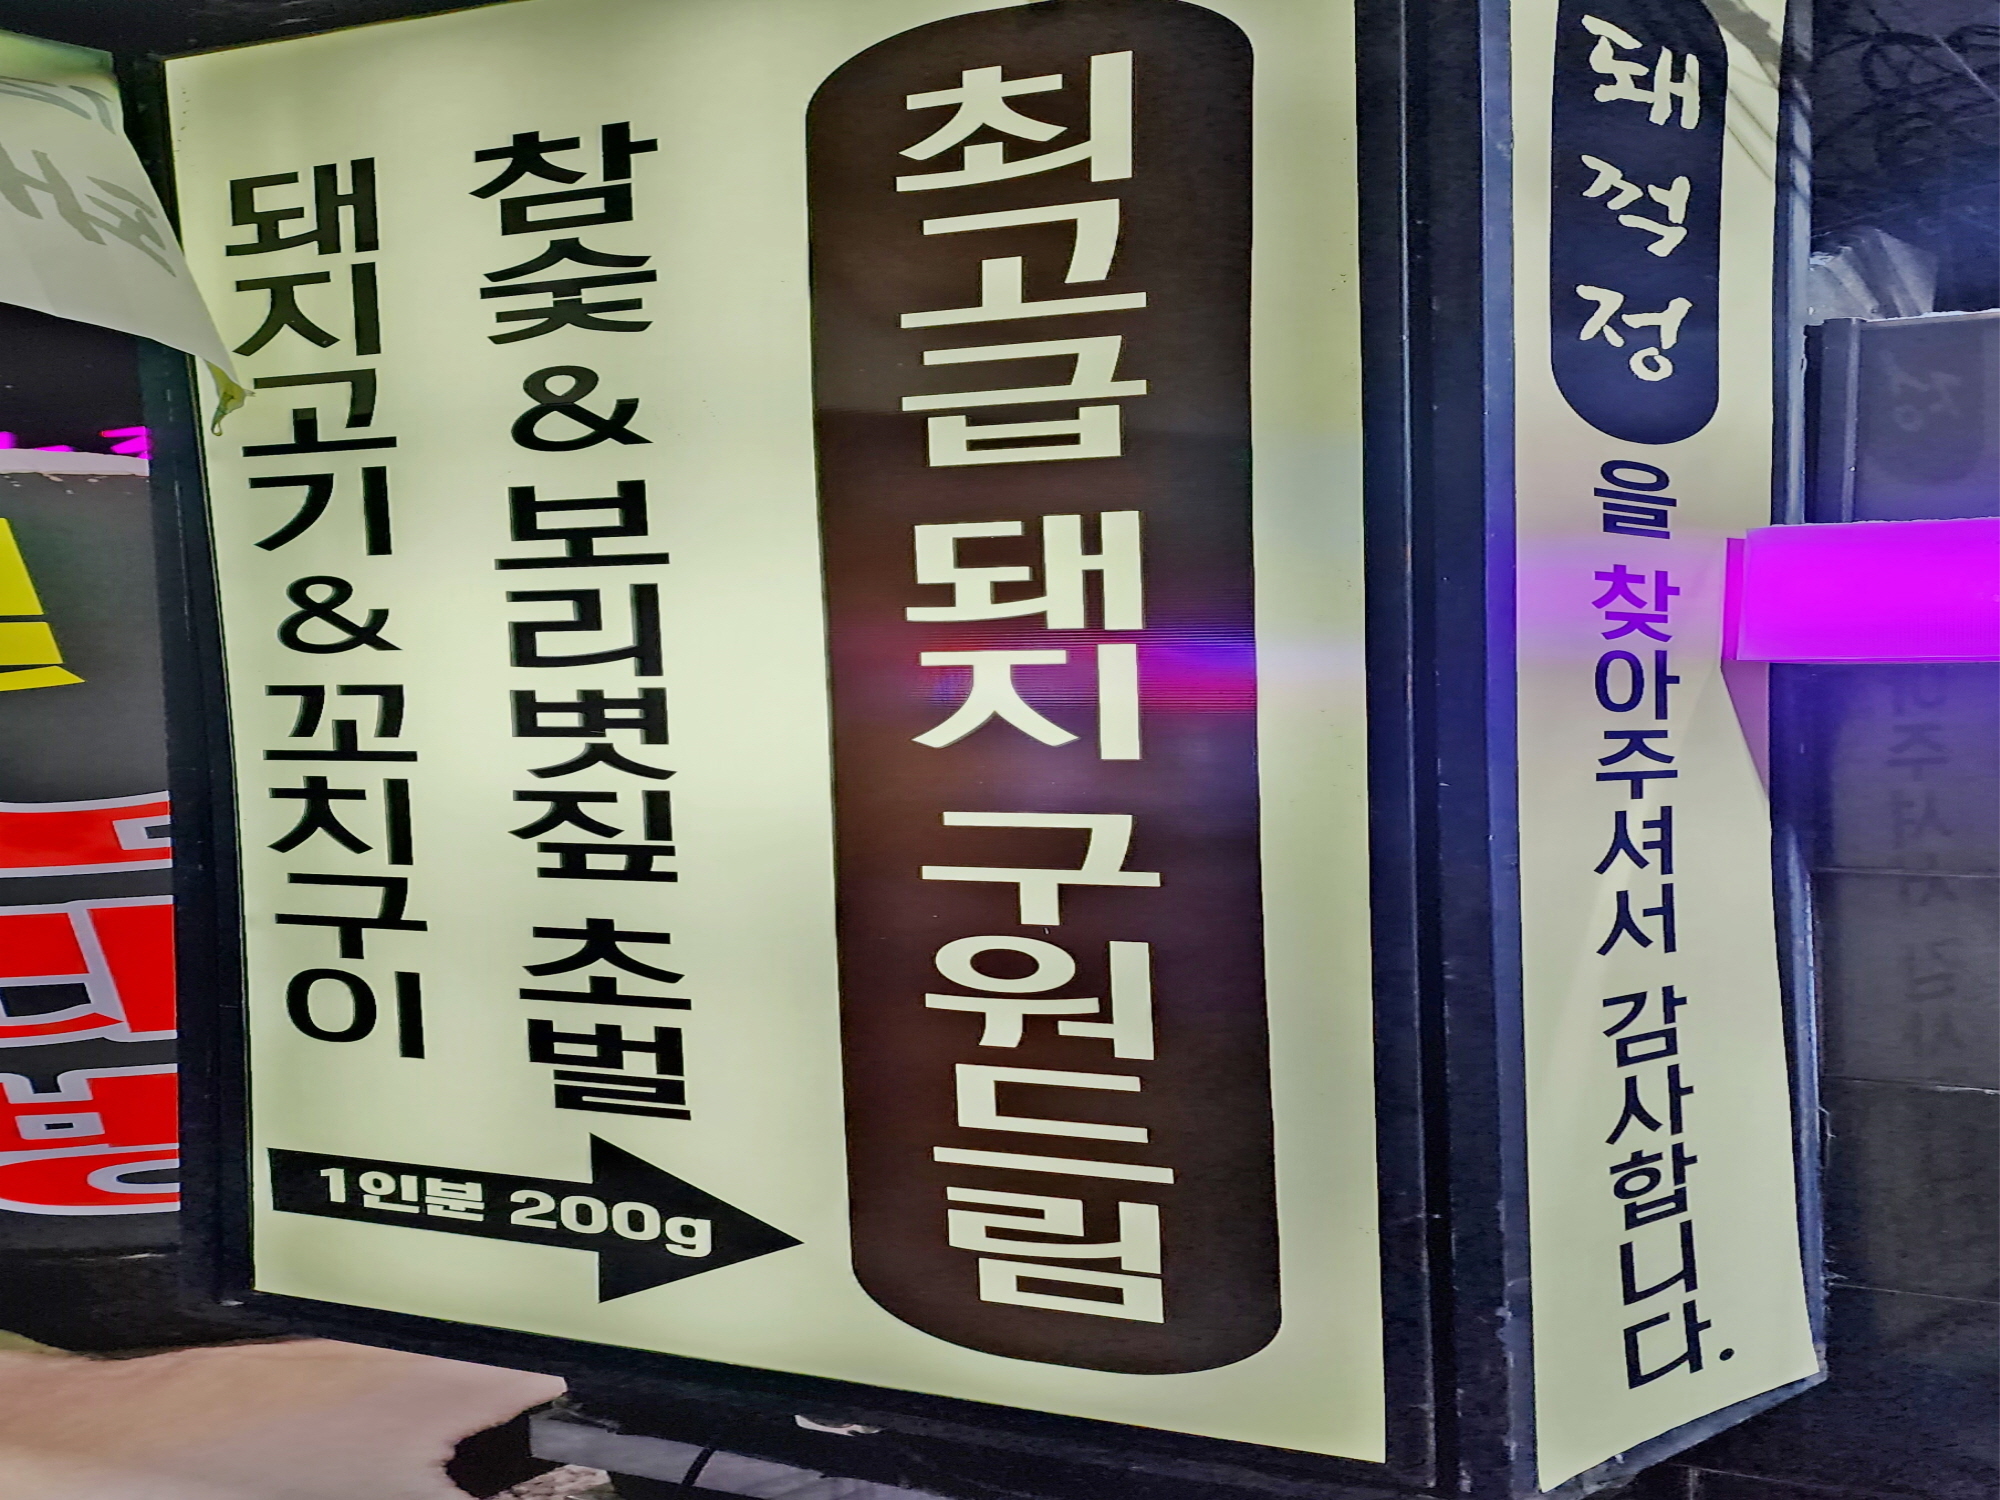 최고급 돼지 구워드림
참숯 & 보리볏짚 초벌
돼지고기 & 꼬치구이
1인분 200g
돼쩍정
을 찾아주셔서 감사합니다.